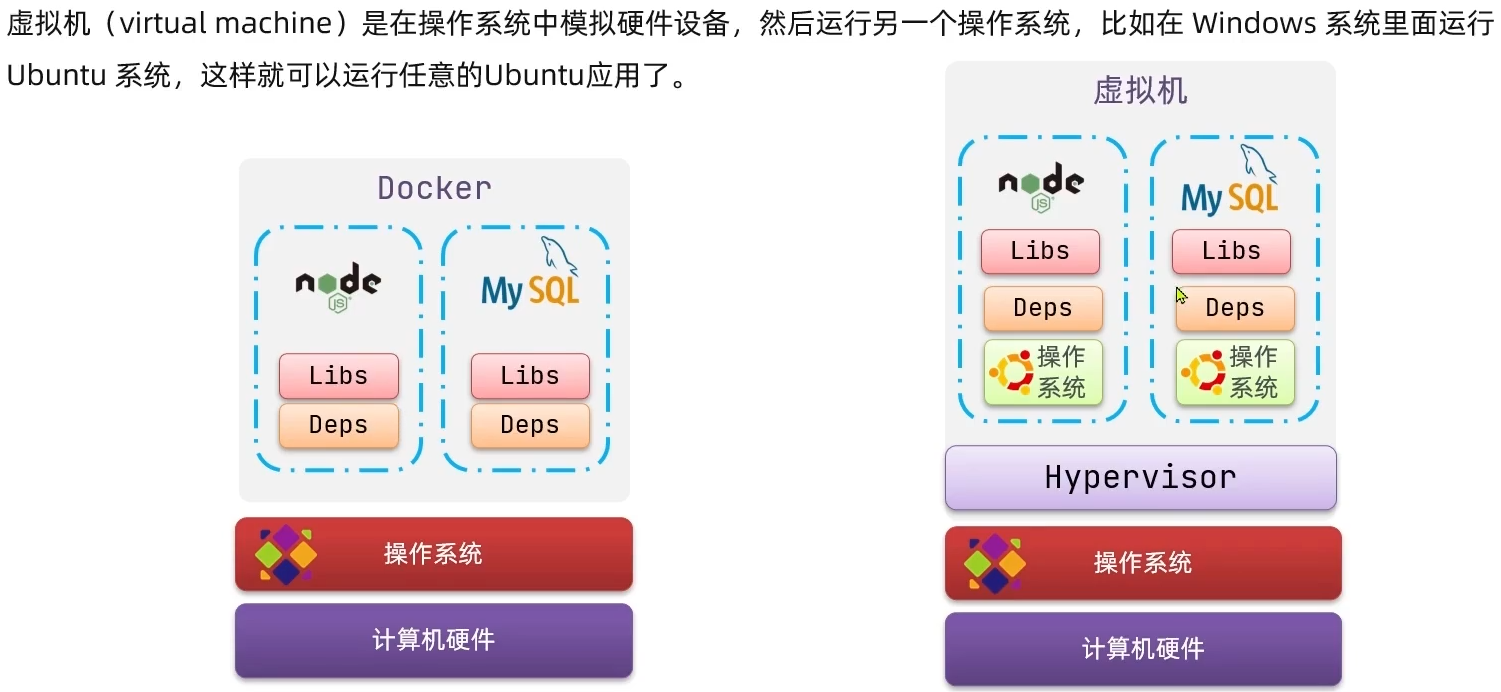 虚拟机（virtual machine）是在操作系统中模拟硬件设备，然后运行另一个操作系统，比如在 Windows 系统里面运行
Ubuntu 系统，这样就可以运行任意的Ubuntu应用了。
Docker
node
JS
My SQL
Libs
Libs
Deps
Deps
操作系统
计算机硬件
虚拟机
node
JS
My SQL
Libs
Libs
Deps
Deps
操作
系统
操作
系统
Hypervisor
操作系统
计算机硬件